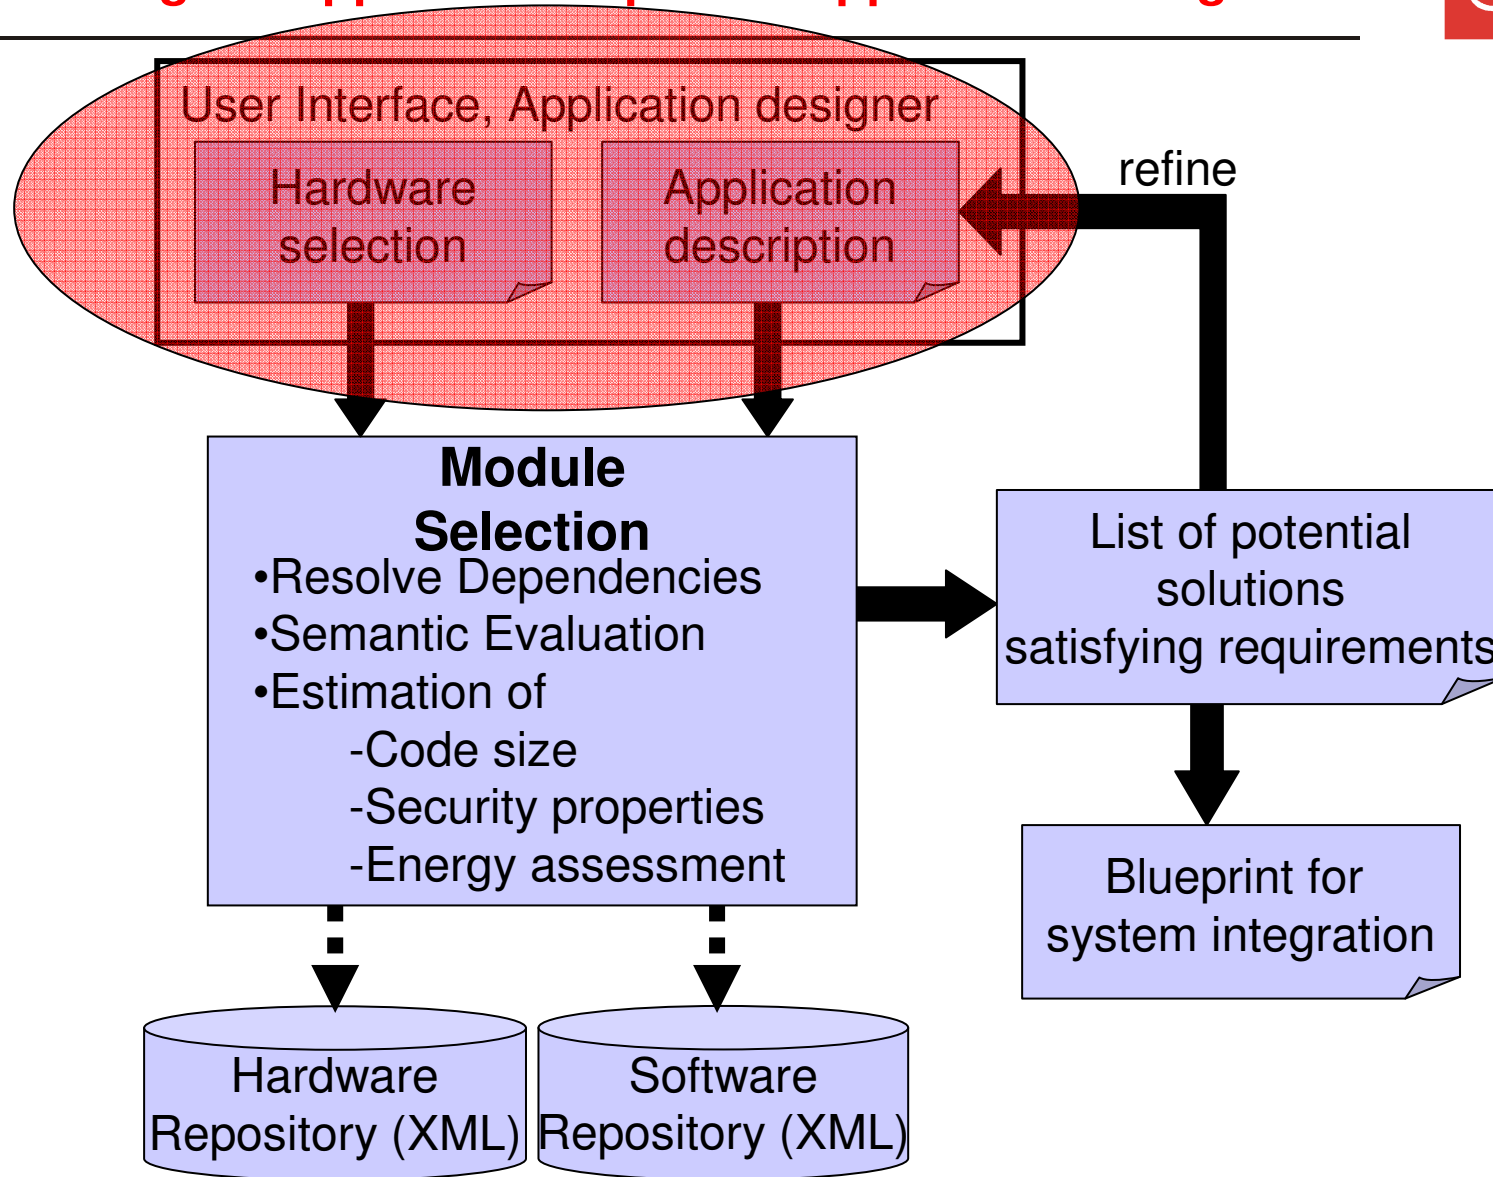 User Interface, Application designer
Hardware
selection
Application
description
refine
Module
Selection
•Resolve Dependencies
•Semantic Evaluation
•Estimation of
-Code size
-Security properties
-Energy assessment
List of potential
solutions
satisfying requirements
Blueprint for
system integration
Hardware
Repository (XML)
Software
Repository (XML)